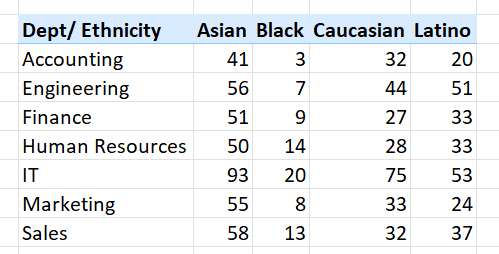 Dept/ Ethnicity Asian Black Caucasian Latino
Accounting 41 3 32 20
Engineering 56 7 44 51
Finance 51 9 27 33
Human Resources 50 14 28 33
IT 93 20 75 53
Marketing 55 8 33 24
Sales 58 13 32 37